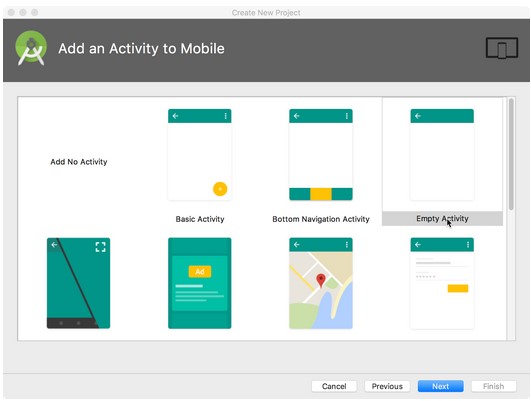 Create New Project
Add an Activity to Mobile
Add No Activity
Basic Activity
Bottom Navigation Activity
Empty Activity
Ad
Cancel
Previous
Next
Finish